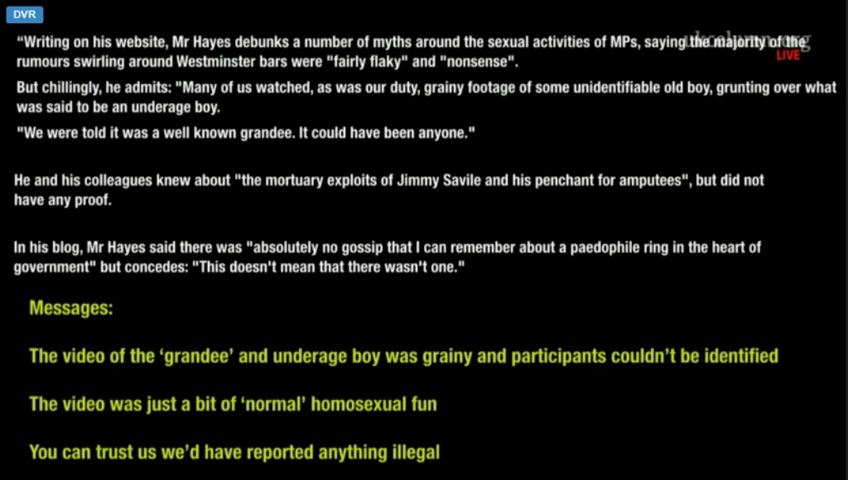 DVR
ukcolumn.org
LIVE
“Writing on his website, Mr Hayes debunks a number of myths around the sexual activities of MPs, saying the majority of the
rumours swirling around Westminster bars were "fairly flaky" and "nonsense".
But chillingly, he admits: "Many of us watched, as was our duty, grainy footage of some unidentifiable old boy, grunting over what
was said to be an underage boy.
"We were told it was a well known grandee. It could have been anyone."
He and his colleagues knew about "the mortuary exploits of Jimmy Savile and his penchant for amputees", but did not
have any proof.
In his blog, Mr Hayes said there was "absolutely no gossip that I can remember about a paedophile ring in the heart of
government" but concedes: "This doesn't mean that there wasn't one."
Messages:
The video of the ‘grandee’ and underage boy was grainy and participants couldn’t be identified
The video was just a bit of ‘normal’ homosexual fun
You can trust us we’d have reported anything illegal